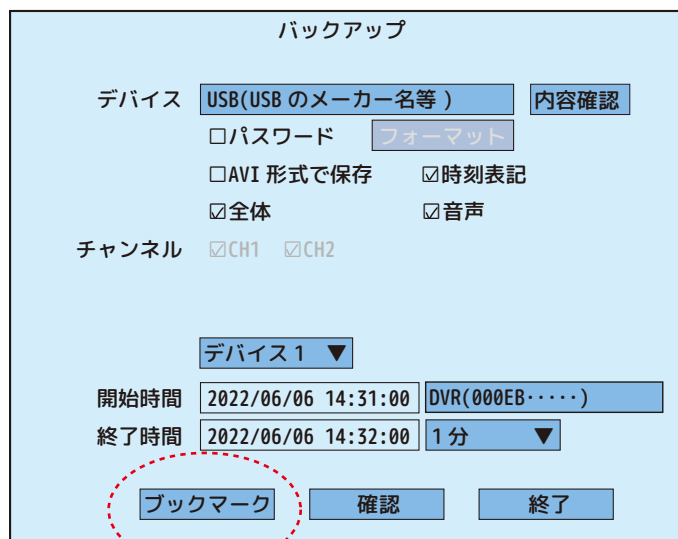 バックアップ
デバイス USB(USB のメーカー名等 ) 内容確認
□パスワード フォーマット
□AVI 形式で保存 ☑時刻表記
☑全体 ☑音声
チャンネル ☑CH1 ☑CH2
デバイス1 ▼
開始時間 2022/06/06 14:31:00 DVR(000EB・・・・・)
終了時間 2022/06/06 14:32:00 1分 ▼
ブックマーク 確認 終了